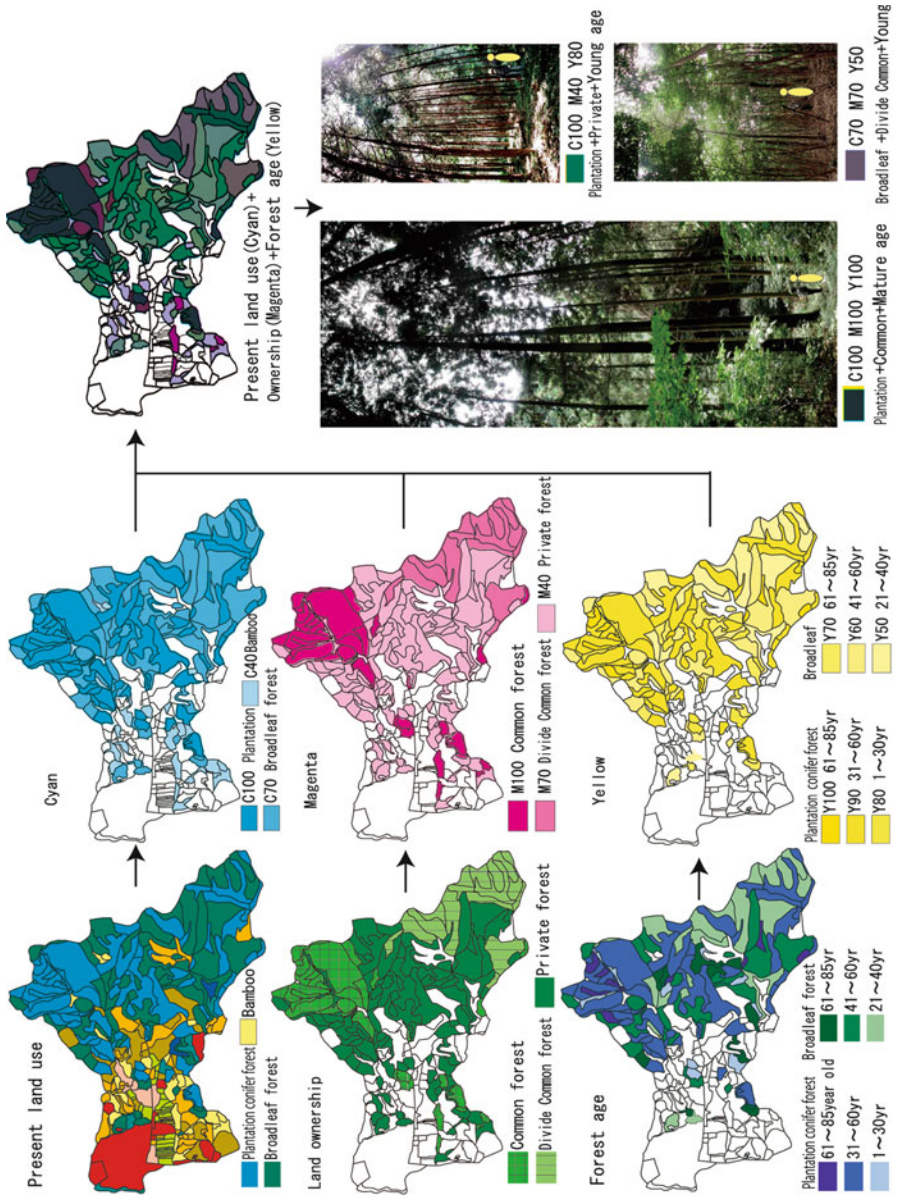 Present land use
Plantation conifer forest
Bamboo
Broadleaf forest
Cyan
C100 Plantation
C40 Bamboo
C70 Broadleaf forest
Present land use(Cyan)+
Ownership(Magenta)+Forest age(Yellow)
Land ownership
Common forest
Private forest
Divide Common forest
Magenta
M100 Common forest
M40 Private forest
M70 Divide Common forest
Forest age
Plantation conifer forest
61~85year old
31~60yr
1~30yr
Broadleaf forest
61~85yr
41~60yr
21~40yr
Yellow
Plantation conifer forest
Y100 61~85yr
Y90 31~60yr
Y80 1~30yr
Broadleaf
Y70 61~85yr
Y60 41~60yr
Y50 21~40yr
C100 M100 Y100
Plantation+Common+Mature age
C100 M40 Y80
Plantation+Private+Young age
C70 M70 Y50
Broadleaf +Divide Common+Young